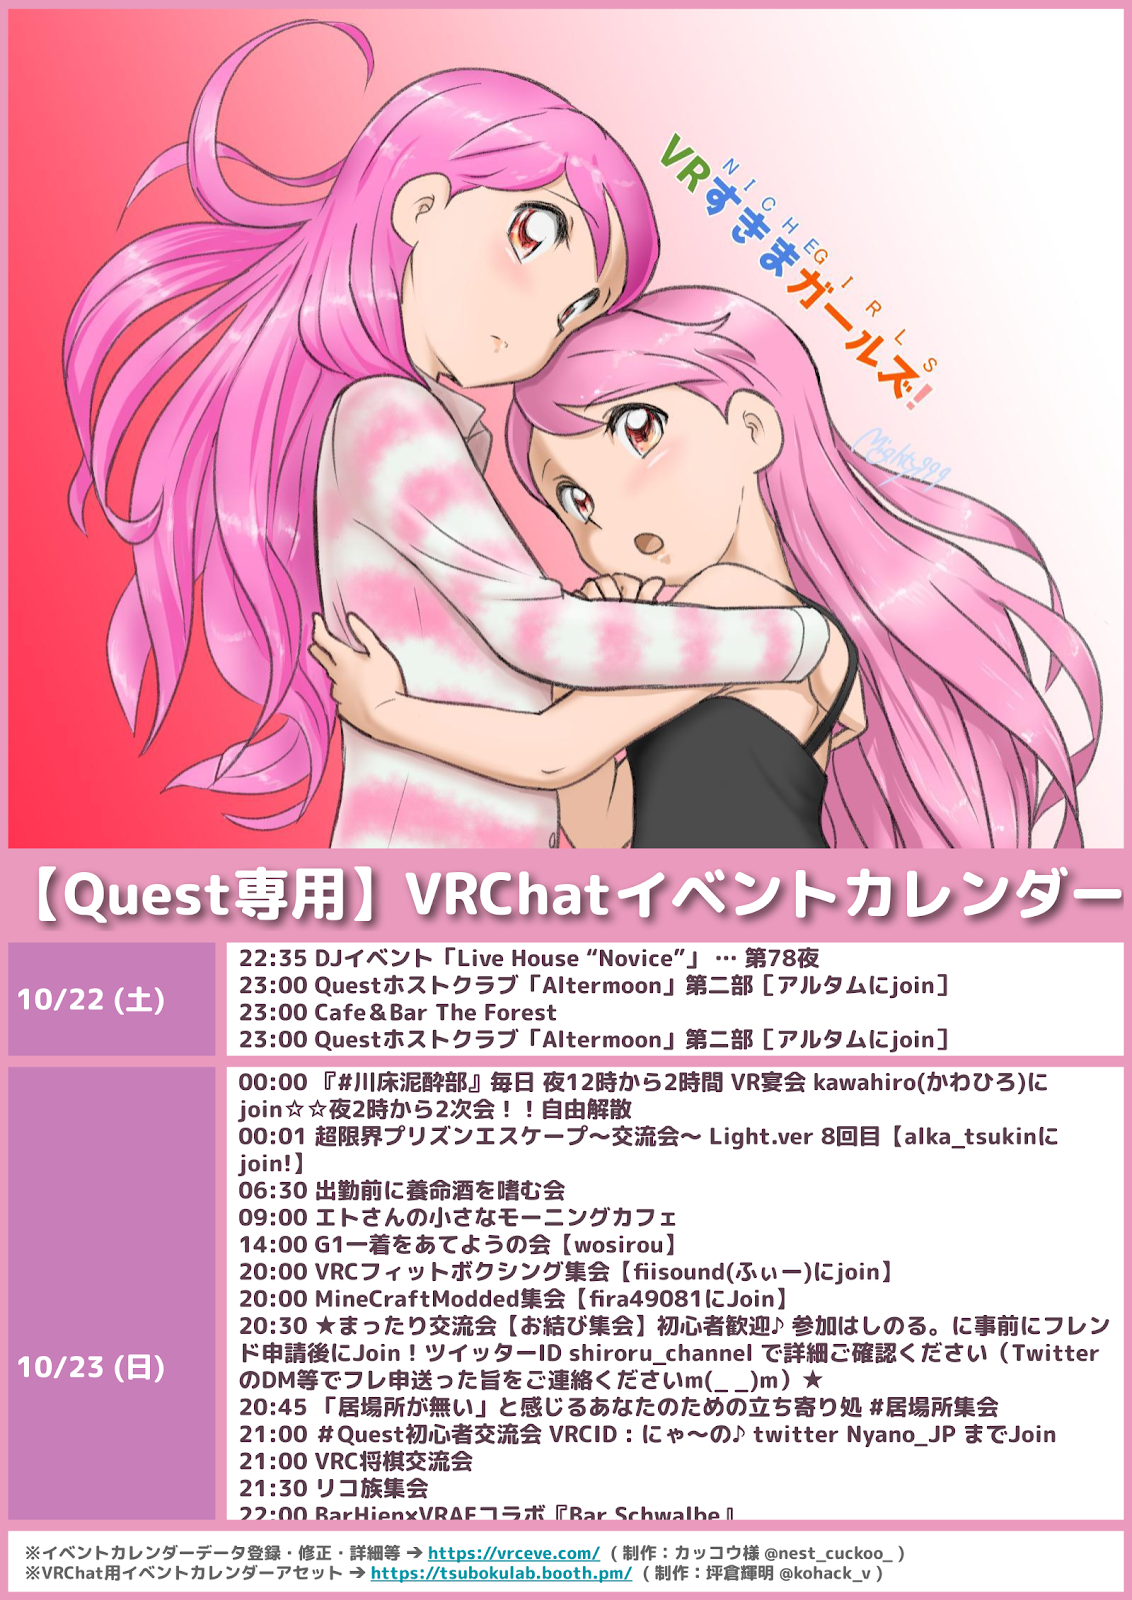 NICHE GIRLS
VRすきまガールズ!
Mighty999
【Quest専用】VRChatイベントカレンダー
10/22 (土)
22:35 DJイベント「Live House “Novice”」 … 第78夜
23:00 Questホストクラブ「Altermoon」第二部［アルタムにjoin］
23:00 Cafe＆Bar The Forest
23:00 Questホストクラブ「Altermoon」第二部［アルタムにjoin］
10/23 (日)
00:00 『#川床泥酔部』毎日 夜12時から2時間 VR宴会 kawahiro(かわひろ)に
join☆☆夜2時から2次会！！自由解散
00:01 超限界プリズンエスケープ～交流会～ Light.ver 8回目【alka_tsukinに
join!】
06:30 出勤前に養命酒を嗜む会
09:00 エトさんの小さなモーニングカフェ
14:00 G1一着をあてようの会【wosirou】
20:00 VRCフィットボクシング集会【fiisound(ふぃー)にjoin】
20:00 MineCraftModded集会【fira49081にJoin】
20:30 ★まったり交流会【お結び集会】初心者歓迎♪ 参加はしのる。に事前にフレン
ド申請後にJoin！ツイッターID shiroru_channel で詳細ご確認ください（Twitter
のDM等でフレ申送った旨をご連絡くださいm(_ _)m）★
20:45 「居場所が無い」と感じるあなたのための立ち寄り処 #居場所集会
21:00 ＃Quest初心者交流会 VRCID：にゃ～の♪ twitter Nyano_JP までJoin
21:00 VRC将棋交流会
21:30 リコ族集会
22:00 BarHien×VRAFコラボ『Bar Schwalbe』
※イベントカレンダーデータ登録・修正・詳細等 ➔ https://vrceve.com/ （制作：カッコウ様 @nest_cuckoo_ ）
※VRChat用イベントカレンダーアセット ➔ https://tsubokulab.booth.pm/ （制作：坪倉輝明 @kohack_v ）